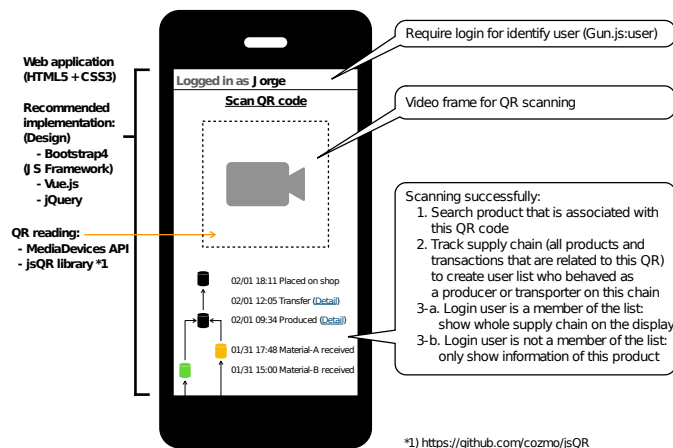 Web application
(HTML5 + CSS3)
Recommended
implementation:
(Design)
- Bootstrap4
(JS Framework)
- Vue.js
- jQuery
QR reading:
- MediaDevices API
- jsQR library *1
Logged in as Jorge
Scan QR code
02/01 18:11 Placed on shop
02/01 12:05 Transfer (Detail)
02/01 09:34 Produced (Detail)
01/31 17:48 Material-A received
01/31 15:00 Material-B received
Require login for identify user (Gun.js:user)
Video frame for QR scanning
Scanning successfully:
1. Search product that is associated with
this QR code
2. Track supply chain (all products and
transactions that are related to this QR)
to create user list who behaved as
a producer or transporter on this chain
3-a. Login user is a member of the list:
show whole supply chain on the display
3-b. Login user is not a member of the list:
only show information of this product
*1) https://github.com/cozmo/jsQR